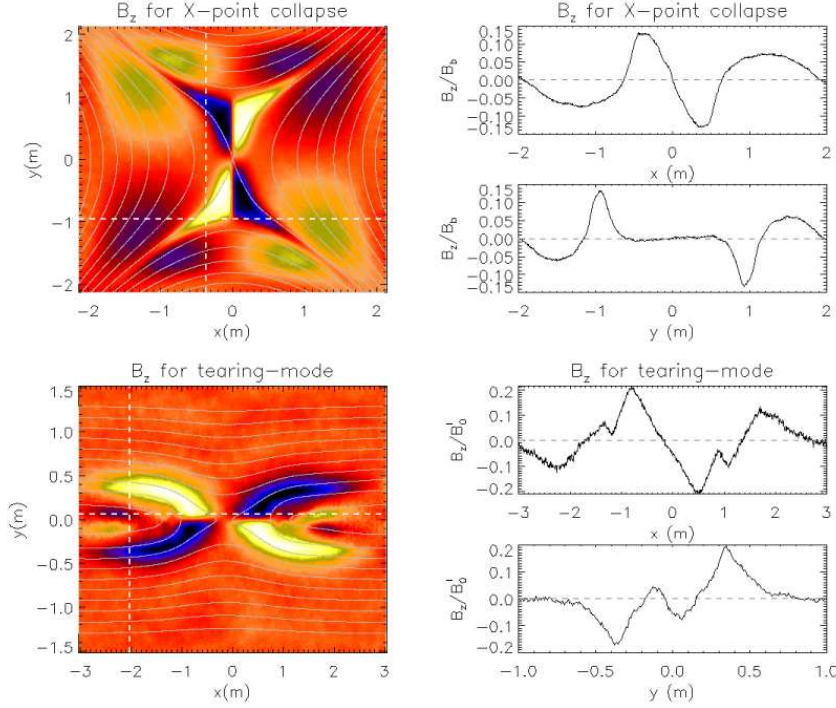 B_z for X-point collapse
y(m)
2
1
0
-1
-2
-2 -1 0 1 2
x(m)
B_z/B_b
0.15
0.10
0.05
0.00
-0.05
-0.10
-0.15
-2 -1 0 1 2
x (m)
B_z/B_b
0.15
0.10
0.05
0.00
0.05
0.10
0.15
-2 -1 0 1 2
y (m)
B_z for tearing-mode
y(m)
1.5
1.0
0.5
0.0
-0.5
-1.0
-1.5
-3 -2 -1 0 1 2 3
x(m)
B_z for tearing-mode
B_z/B_0'
0.2
0.1
0.0
-0.1
-0.2
-3 -2 -1 0 1 2 3
x (m)
B_z/B_0'
0.2
0.1
0.0
-0.1
-0.2
-1.0 -0.5 0.0 0.5 1.0
y (m)
B_z for X-point collapse